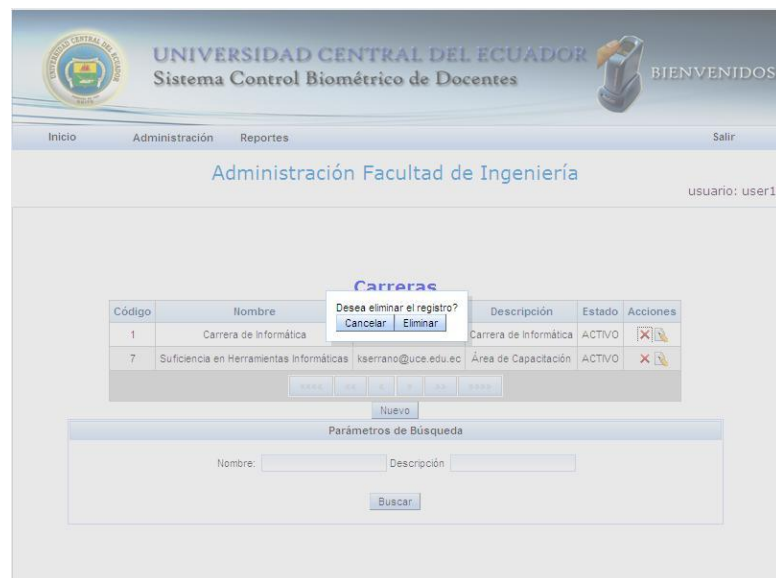 UNIVERSIDAD CENTRAL DEL ECUADOR
Sistema Control Biométrico de Docentes
BIENVENIDOS
Inicio Administración Reportes Salir
Administración Facultad de Ingeniería
usuario: user1
Carreras
Desea eliminar el registro?
Cancelar Eliminar
Código Nombre Descripción Estado Acciones
1 Carrera de Informática Carrera de Informática ACTIVO
7 Suficiencia en Herramientas Informáticas kserrano@uce.edu.ec Área de Capacitación ACTIVO
«««« «« « » »» »»»»
Nuevo
Parámetros de Búsqueda
Nombre: Descripción
Buscar